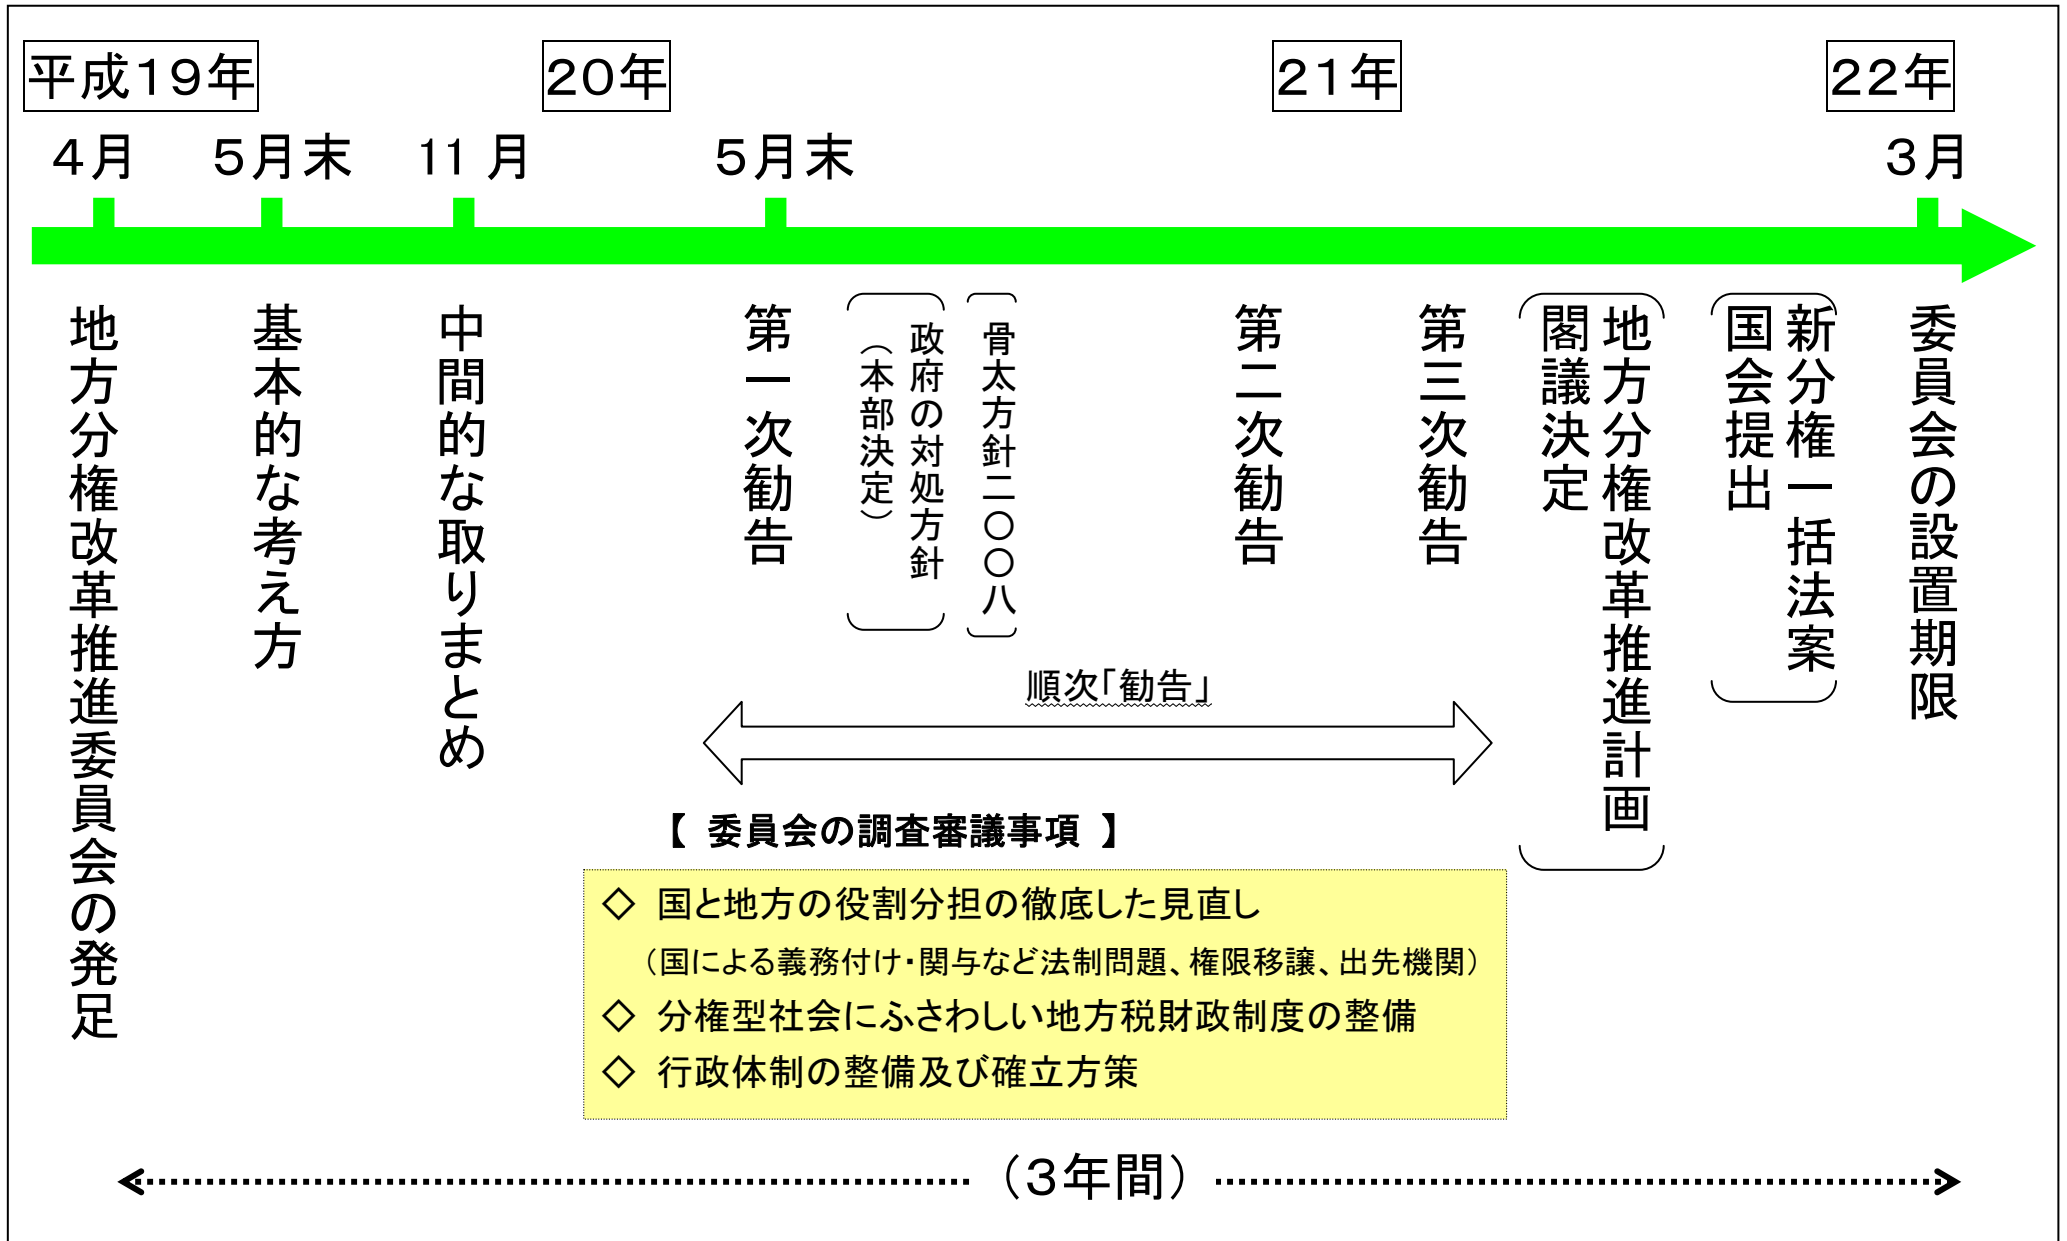 平成19年
20年
21年
22年
4月
5月末
11 月
5月末
3月
地方分権改革推進委員会の発足
基本的な考え方
中間的な取りまとめ
第一次勧告
政府の対処方針
（本部決定）
骨太方針二〇〇八
第二次勧告
第三次勧告
地方分権改革推進計画
閣議決定
新分権一括法案
国会提出
委員会の設置期限
順次「勧告」
【 委員会の調査審議事項 】
◇ 国と地方の役割分担の徹底した見直し
（国による義務付け・関与など法制問題、権限移譲、出先機関）
◇ 分権型社会にふさわしい地方税財政制度の整備
◇ 行政体制の整備及び確立方策
（3年間）